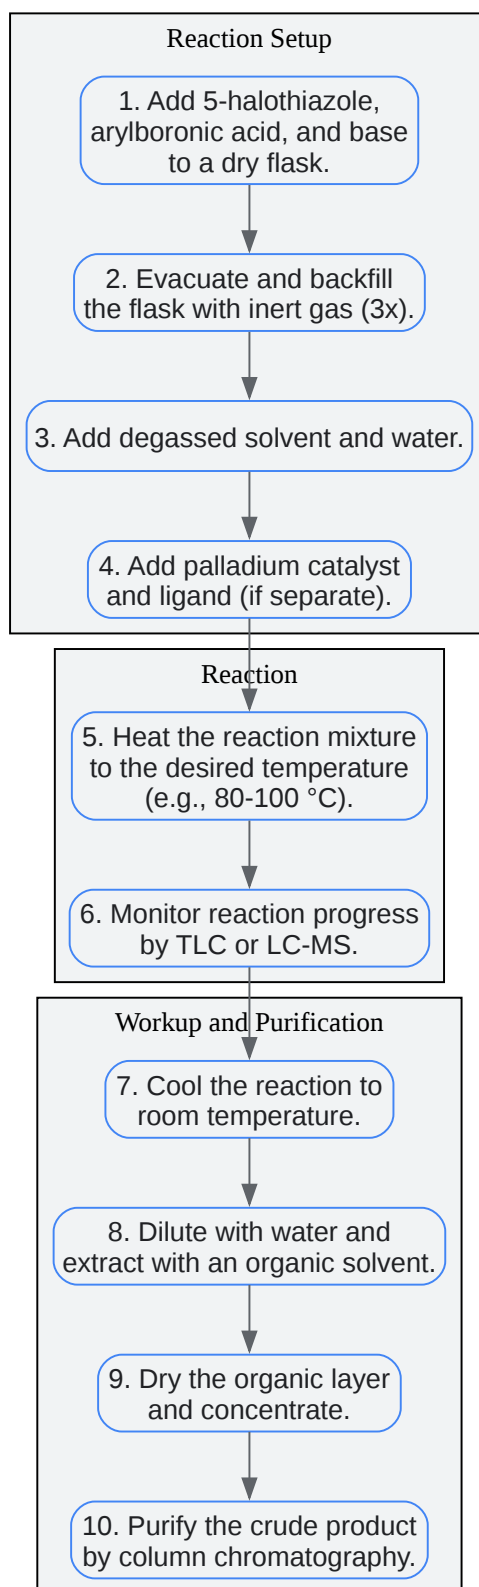 Reaction Setup
1. Add 5-halothiazole,
arylboronic acid, and base
to a dry flask.
2. Evacuate and backfill
the flask with inert gas (3x).
3. Add degassed solvent and water.
4. Add palladium catalyst
and ligand (if separate).
Reaction
5. Heat the reaction mixture
to the desired temperature
(e.g., 80-100 °C).
6. Monitor reaction progress
by TLC or LC-MS.
Workup and Purification
7. Cool the reaction to
room temperature.
8. Dilute with water and
extract with an organic solvent.
9. Dry the organic layer
and concentrate.
10. Purify the crude product
by column chromatography.